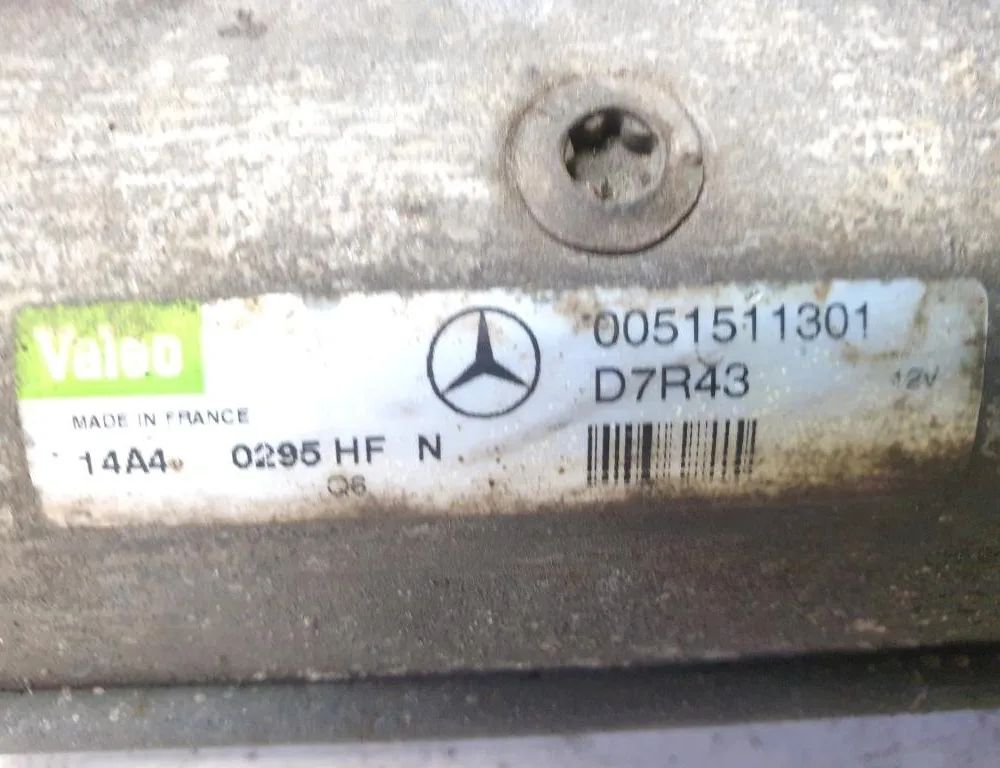 Valeo
0051511301
D7R43
12V
MADE IN FRANCE
14A4
0295 HF N
Q6